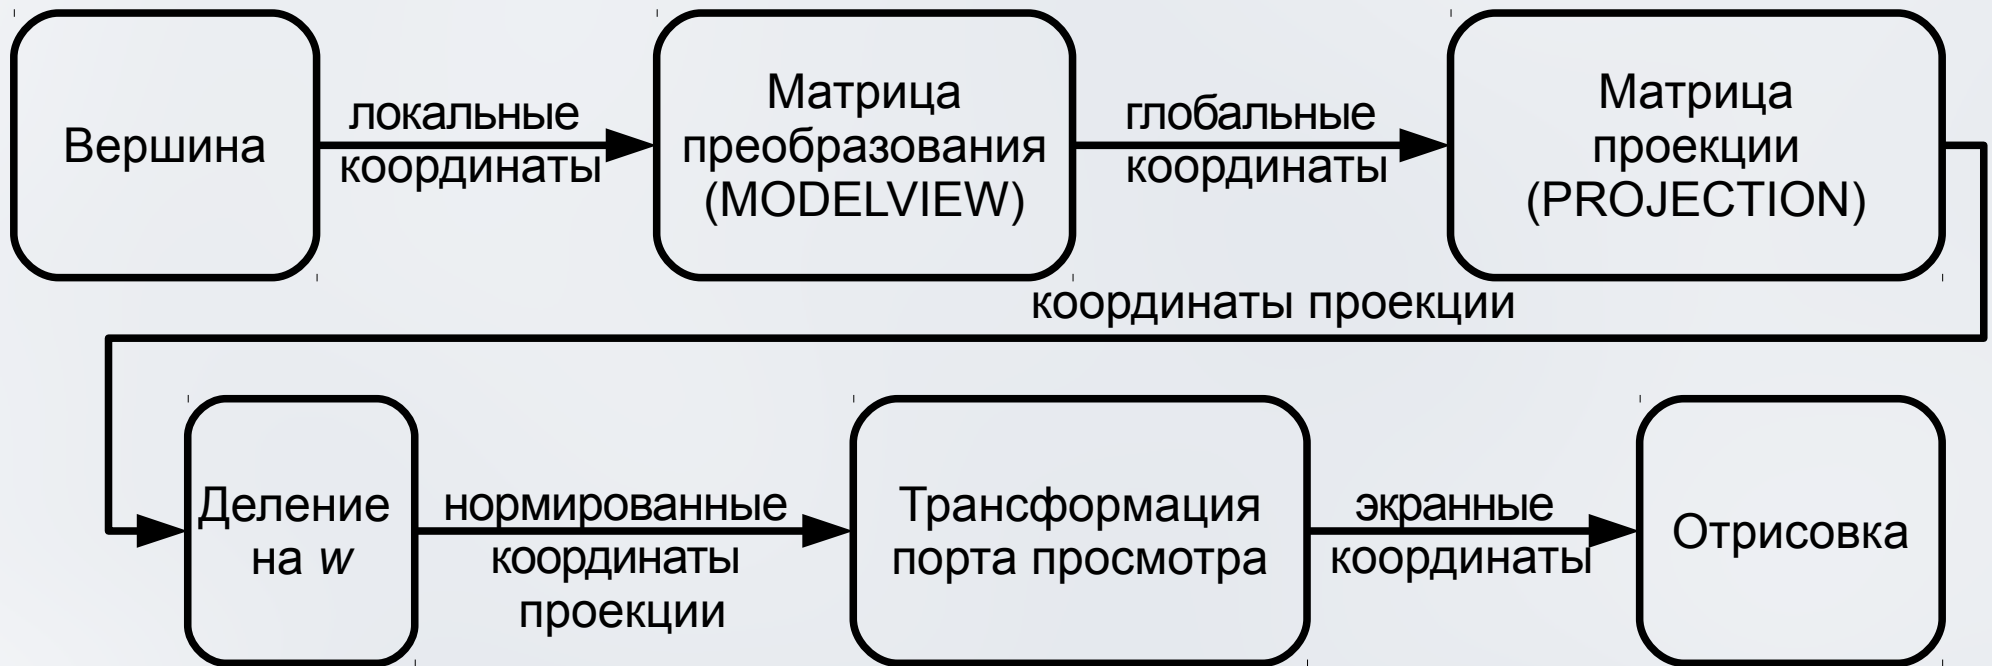 Вершина
локальные
координаты
Матрица
преобразования
(MODELVIEW)
глобальные
координаты
Матрица
проекции
(PROJECTION)
координаты проекции
Деление
на w
нормированные
координаты
проекции
Трансформация
порта просмотра
экранные
координаты
Отрисовка